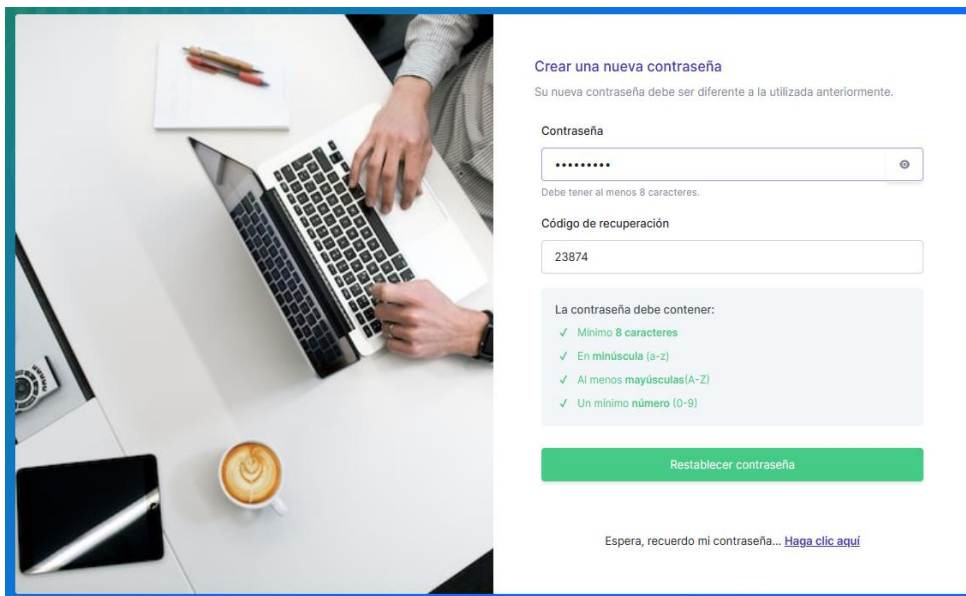 Crear una nueva contraseña
Su nueva contraseña debe ser diferente a la utilizada anteriormente.
Contraseña
•••••••••
Debe tener al menos 8 caracteres.
Código de recuperación
23874
La contraseña debe contener:
✓ Mínimo 8 caracteres
✓ En minúscula (a-z)
✓ Al menos mayúsculas(A-Z)
✓ Un mínimo número (0-9)
Restablecer contraseña
Espera, recuerdo mi contraseña... Haga clic aquí